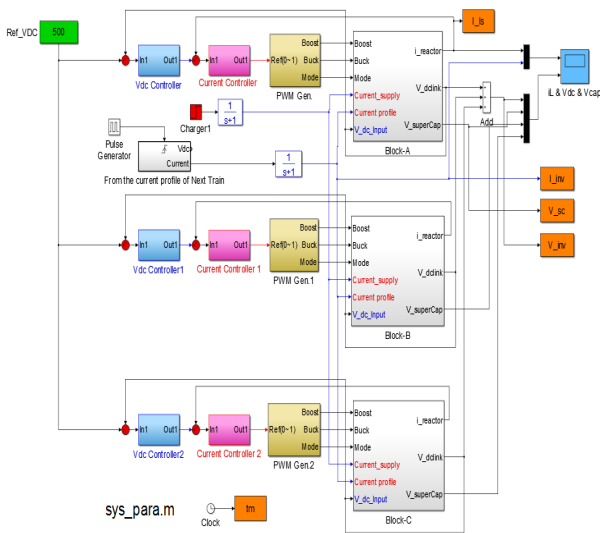 Ref_VDC
500
In1 Out1
Vdc Controller
In1 Out1
Current Controller
Boost
Ref(0~1) Buck
Mode
PWM Gen.
Boost
Buck
Mode
Current_supply
Current profile
V_dc_Input
i_reactor
V_dclink
V_superCap
Block-A
I_ls
iL & Vdc & Vcap
Add
Charger1
1
s+1
Pulse
Generator
Vdc
Current
From the current profile of Next Train
1
s+1
I_inv
V_sc
V_inv
In1 Out1
Vdc Controller1
In1 Out1
Current Controller 1
Boost
Ref(0~1) Buck
Mode
PWM Gen.1
Boost
Buck
Mode
Current_supply
Current profile
V_dc_Input
i_reactor
V_dclink
V_superCap
Block-B
In1 Out1
Vdc Controller2
In1 Out1
Current Controller 2
Boost
Ref(0~1) Buck
Mode
PWM Gen.2
Boost
Buck
Mode
Current_supply
Current profile
V_dc_Input
i_reactor
V_dclink
V_superCap
Block-C
sys_para.m
Clock
tm